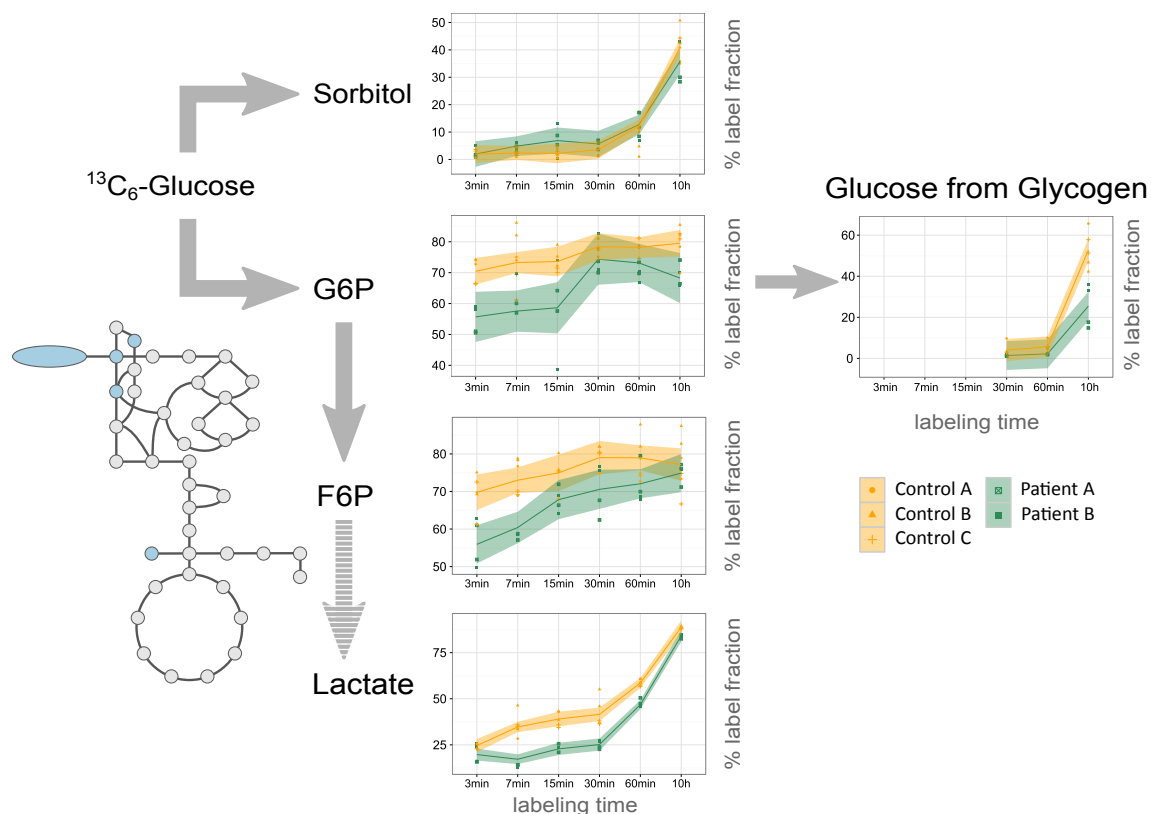 50
40
30
20
10
0
3min 7min 15min 30min 60min 10h
% label fraction
Sorbitol
¹³C₆-Glucose
G6P
80
70
60
50
40
3min 7min 15min 30min 60min 10h
% label fraction
Glucose from Glycogen
60
40
20
0
3min 7min 15min 30min 60min 10h
% label fraction
labeling time
F6P
80
70
60
50
3min 7min 15min 30min 60min 10h
% label fraction
Control A
Control B
Control C
Patient A
Patient B
Lactate
75
50
25
3min 7min 15min 30min 60min 10h
% label fraction
labeling time